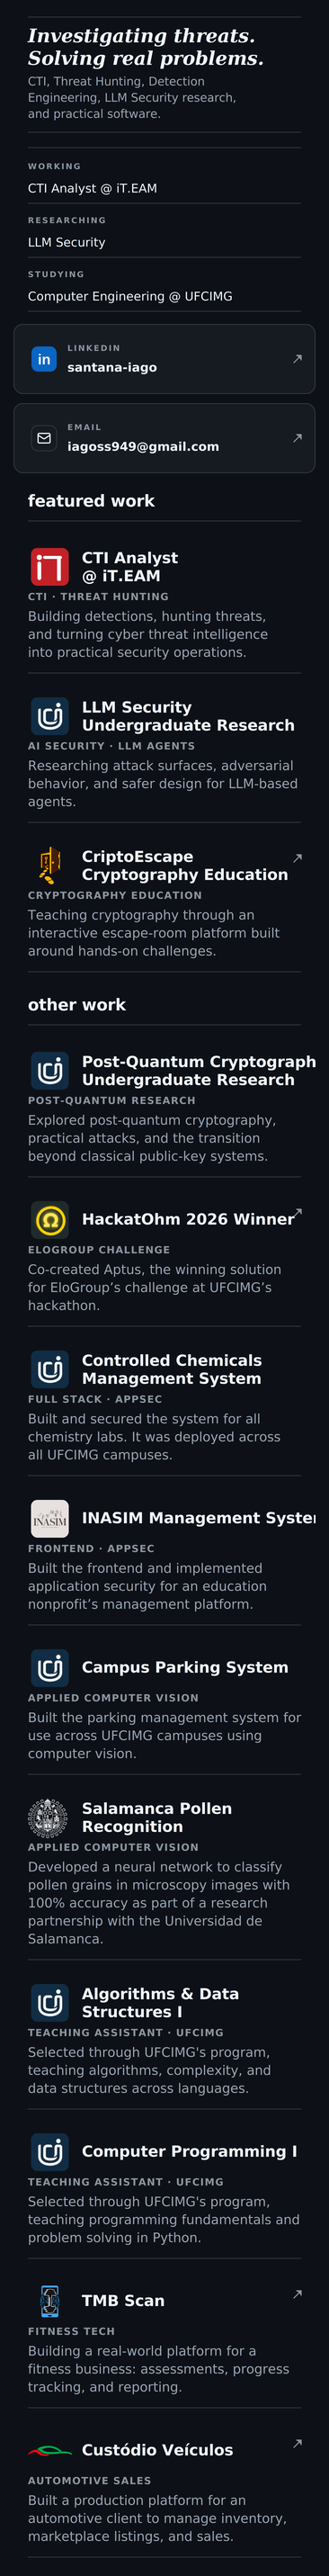 Investigating threats.
Solving real problems.
CTI, Threat Hunting, Detection
Engineering, LLM Security research,
and practical software.
WORKING
CTI Analyst @ iT.EAM
RESEARCHING
LLM Security
STUDYING
Computer Engineering @ UFCIMG
in
LINKEDIN
santana-iago
↗
EMAIL
iagoss949@gmail.com
↗
featured work
CTI Analyst
@ iT.EAM
CTI · THREAT HUNTING
Building detections, hunting threats,
and turning cyber threat intelligence
into practical security operations.
LLM Security
Undergraduate Research
AI SECURITY · LLM AGENTS
Researching attack surfaces, adversarial
behavior, and safer design for LLM-based
agents.
CriptoEscape
↗
Cryptography Education
CRYPTOGRAPHY EDUCATION
Teaching cryptography through an
interactive escape-room platform built
around hands-on challenges.
other work
Post-Quantum Cryptograph
Undergraduate Research
POST-QUANTUM RESEARCH
Explored post-quantum cryptography,
practical attacks, and the transition
beyond classical public-key systems.
Ω
HackatOhm 2026 Winner
↗
ELOGROUP CHALLENGE
Co-created Aptus, the winning solution
for EloGroup’s challenge at UFCIMG’s
hackathon.
Controlled Chemicals
Management System
FULL STACK · APPSEC
Built and secured the system for all
chemistry labs. It was deployed across
all UFCIMG campuses.
INASIM
INASIM Management System
FRONTEND · APPSEC
Built the frontend and implemented
application security for an education
nonprofit’s management platform.
Campus Parking System
APPLIED COMPUTER VISION
Built the parking management system for
use across UFCIMG campuses using
computer vision.
Salamanca Pollen
Recognition
APPLIED COMPUTER VISION
Developed a neural network to classify
pollen grains in microscopy images with
100% accuracy as part of a research
partnership with the Universidad de
Salamanca.
Algorithms & Data
Structures I
TEACHING ASSISTANT · UFCIMG
Selected through UFCIMG's program,
teaching algorithms, complexity, and
data structures across languages.
Computer Programming I
TEACHING ASSISTANT · UFCIMG
Selected through UFCIMG's program,
teaching programming fundamentals and
problem solving in Python.
TMB Scan
↗
FITNESS TECH
Building a real-world platform for a
fitness business: assessments, progress
tracking, and reporting.
Custódio Veículos
↗
AUTOMOTIVE SALES
Built a production platform for an
automotive client to manage inventory,
marketplace listings, and sales.